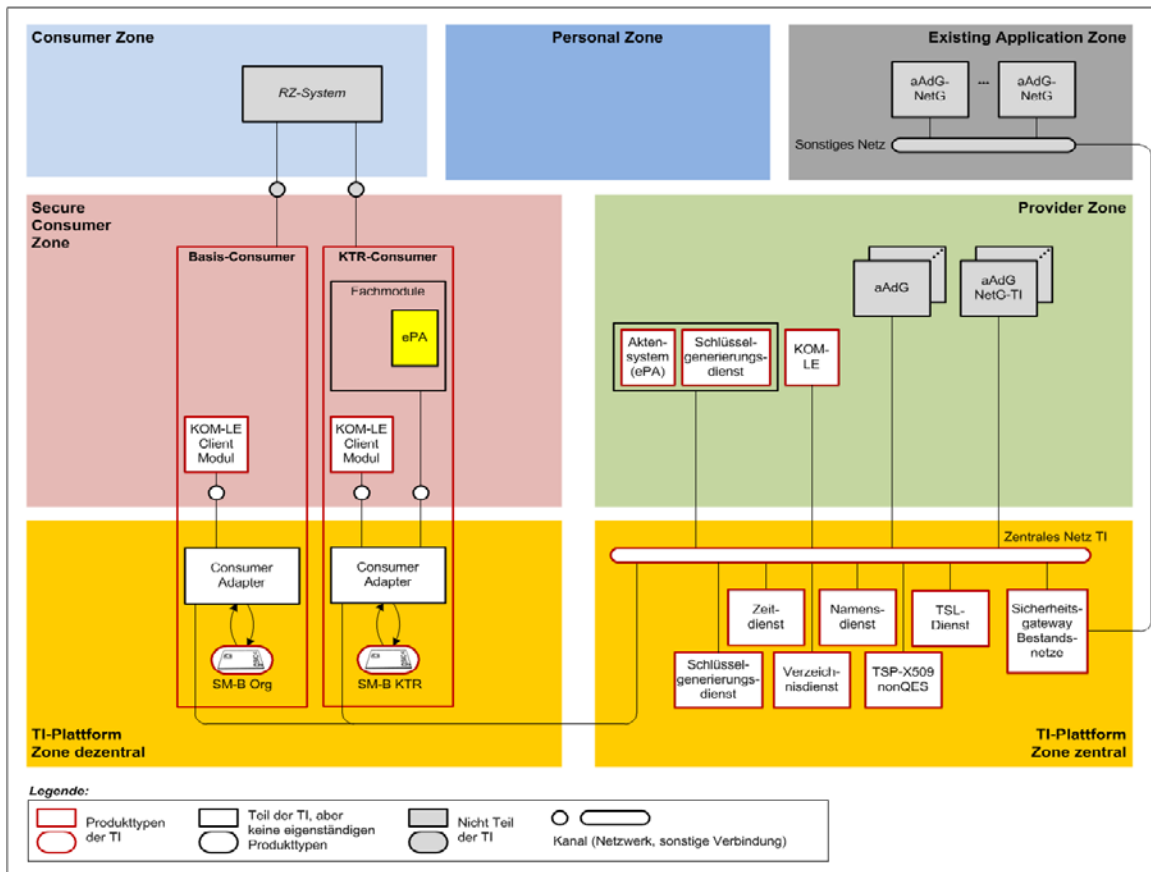 Consumer Zone
Personal Zone
Existing Application Zone
RZ-System
aAdG-
NetG
...
aAdG-
NetG
Sonstiges Netz
Secure
Consumer
Zone
Provider Zone
Basis-Consumer
KTR-Consumer
Fachmodule
ePA
aAdG
aAdG
NetG-TI
Akten-
system
(ePA)
Schlüssel-
generierungs-
dienst
KOM-
LE
KOM-LE
Client
Modul
KOM-LE
Client
Modul
Zentrales Netz TI
Consumer
Adapter
Consumer
Adapter
SM-B Org
SM-B KTR
Zeit-
dienst
Namens-
dienst
TSL-
Dienst
Sicherheits-
gateway
Bestands-
netze
Schlüssel-
generierungs-
dienst
Verzeich-
nisdienst
TSP-X509
nonQES
TI-Plattform
Zone dezentral
TI-Plattform
Zone zentral
Legende:
Produkttypen
der TI
Teil der TI, aber
keine eigenständigen
Produkttypen
Nicht Teil
der TI
Kanal (Netzwerk, sonstige Verbindung)